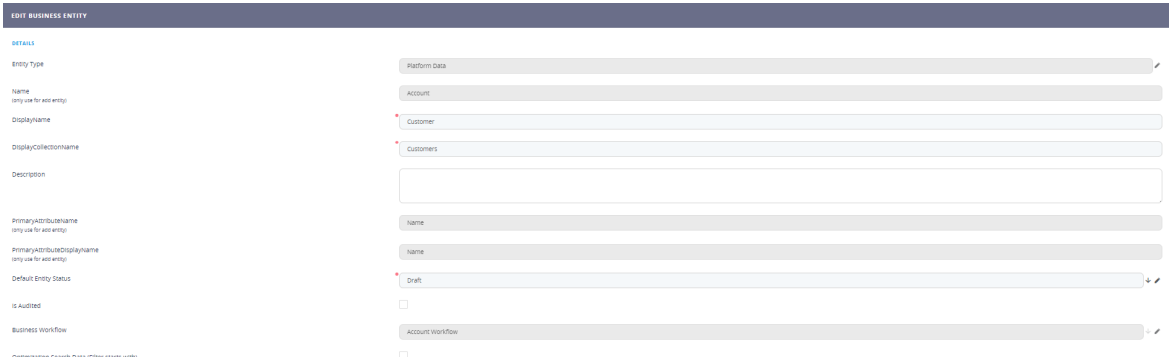 EDIT BUSINESS ENTITY
DETAILS
Entity Type
Platform Data
Name
(only use for add entity)
Account
DisplayName
* Customer
DisplayCollectionName
* Customers
Description
PrimaryAttributeName
(only use for add entity)
Name
PrimaryAttributeDisplayName
(only use for add entity)
Name
Default Entity Status
* Draft
Is Audited
Business Workflow
Account Workflow